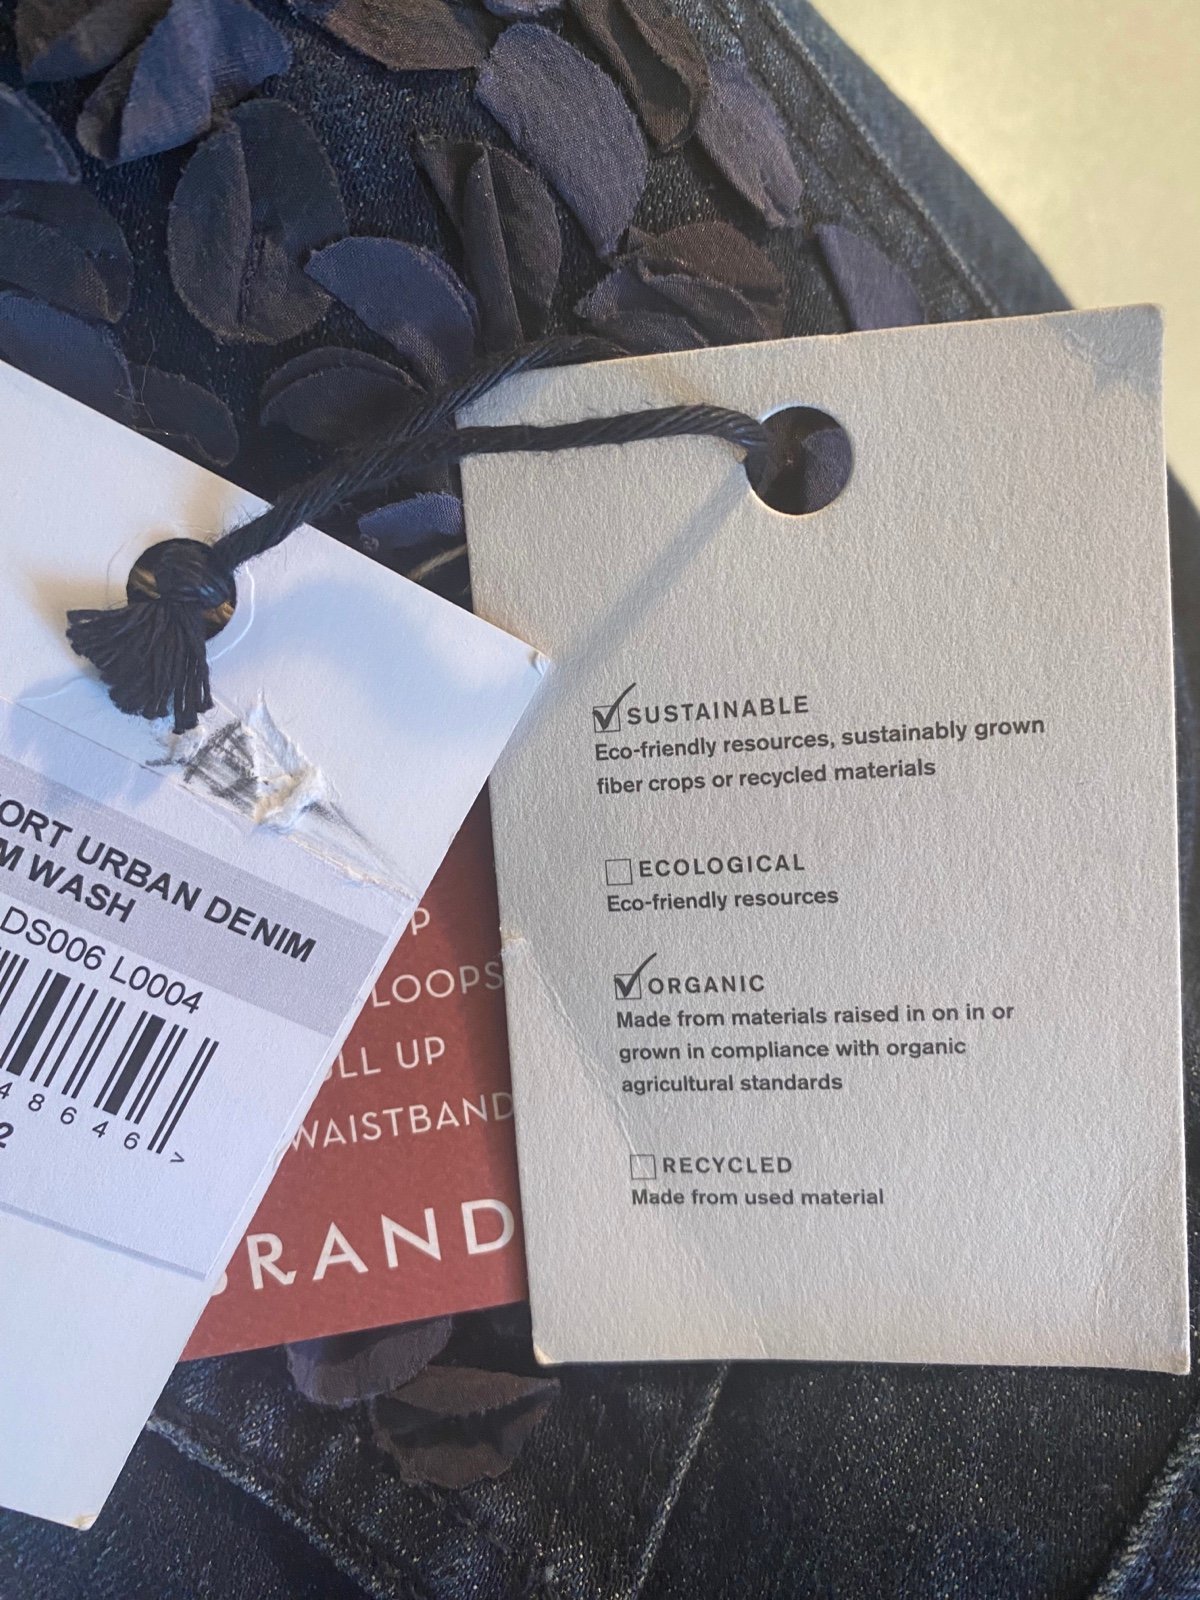 ORT URBAN DENIM
M WASH
DS006 L0004
48646 >
2
P
LOOPS
LL UP
WAISTBAND
BRAND
SUSTAINABLE
Eco-friendly resources, sustainably grown
fiber crops or recycled materials
ECOLOGICAL
Eco-friendly resources
ORGANIC
Made from materials raised in on in or
grown in compliance with organic
agricultural standards
RECYCLED
Made from used material